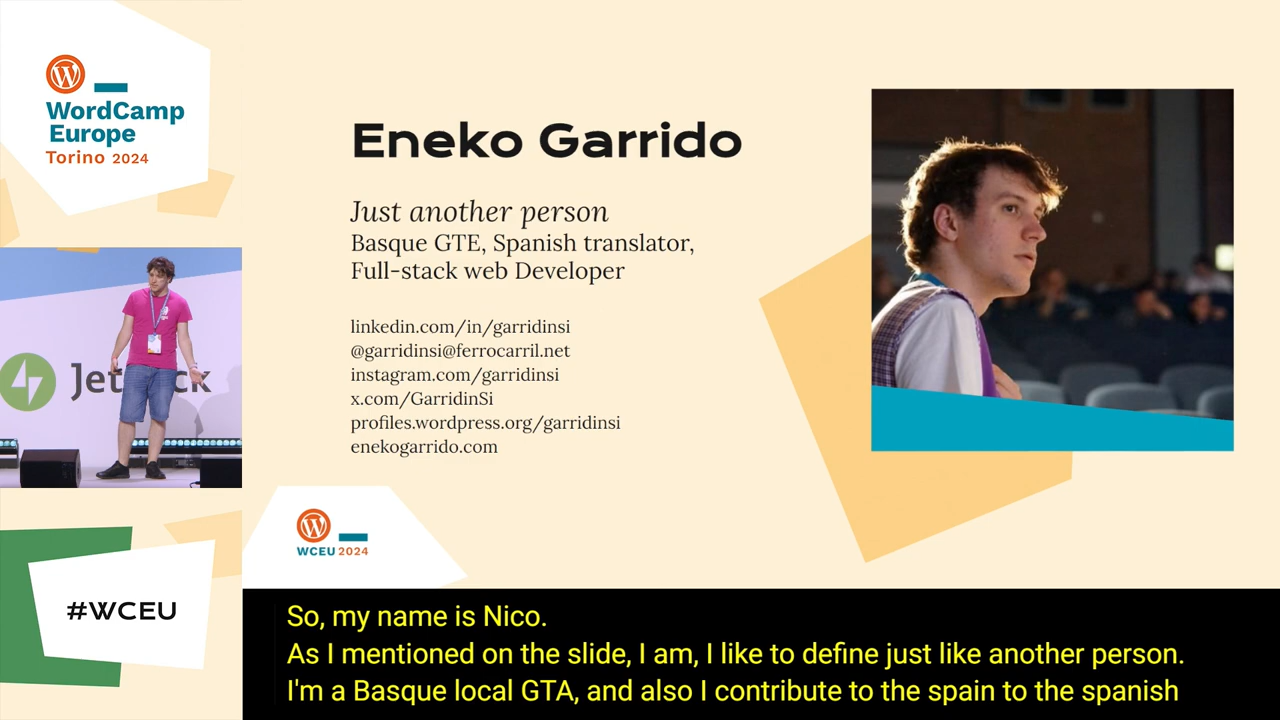 WordCamp
Europe
Torino 2024
Eneko Garrido
Just another person
Basque GTE, Spanish translator,
Full-stack web Developer
linkedin.com/in/garridinsi
@garridinsi@ferrocarril.net
instagram.com/garridinsi
x.com/GarridinSi
profiles.wordpress.org/garridinsi
enekogarrido.com
WCEU 2024
#WCEU
So, my name is Nico.
As I mentioned on the slide, I am, I like to define just like another person.
I'm a Basque local GTA, and also I contribute to the spain to the spanish